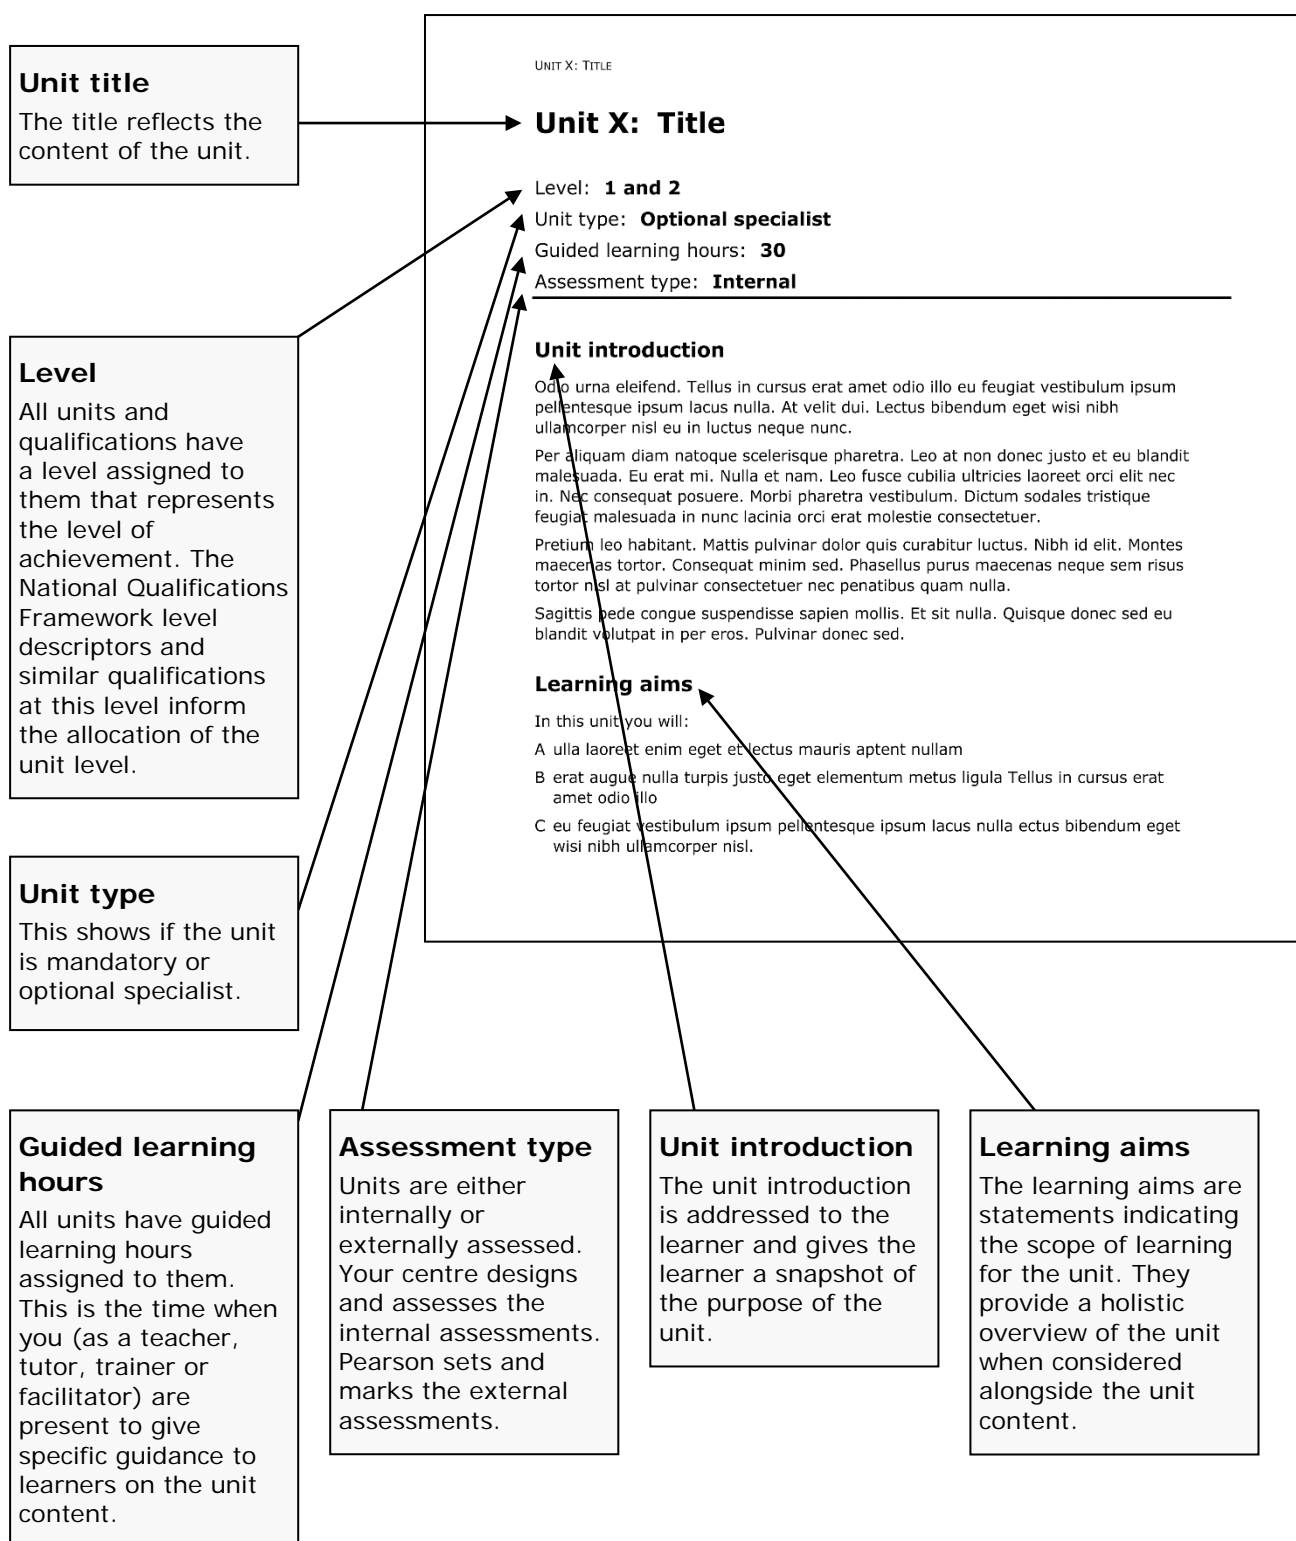 Unit title
The title reflects the
content of the unit.
Level
All units and
qualifications have
a level assigned to
them that represents
the level of
achievement. The
National Qualifications
Framework level
descriptors and
similar qualifications
at this level inform
the allocation of the
unit level.
Unit type
This shows if the unit
is mandatory or
optional specialist.
Guided learning
hours
All units have guided
learning hours
assigned to them.
This is the time when
you (as a teacher,
tutor, trainer or
facilitator) are
present to give
specific guidance to
learners on the unit
content.
UNIT X: TITLE
Unit X: Title
Level: 1 and 2
Unit type: Optional specialist
Guided learning hours: 30
Assessment type: Internal
Unit introduction
Odio urna eleifend. Tellus in cursus erat amet odio illo eu feugiat vestibulum ipsum
pellentesque ipsum lacus nulla. At velit dui. Lectus bibendum eget wisi nibh
ullamcorper nisl eu in luctus neque nunc.
Per aliquam diam natoque scelerisque pharetra. Leo at non donec justo et eu blandit
malesuada. Eu erat mi. Nulla et nam. Leo fusce cubilia ultricies laoreet orci elit nec
in. Nec consequat posuere. Morbi pharetra vestibulum. Dictum sodales tristique
feugiat malesuada in nunc lacinia orci erat molestie consectetuer.
Pretium leo habitant. Mattis pulvinar dolor quis curabitur luctus. Nibh id elit. Montes
maecenas tortor. Consequat minim sed. Phasellus purus maecenas neque sem risus
tortor nisl at pulvinar consectetuer nec penatibus quam nulla.
Sagittis pede congue suspendisse sapien mollis. Et sit nulla. Quisque donec sed eu
blandit volutpat in per eros. Pulvinar donec sed.
Learning aims
In this unit you will:
A ulla laoreet enim eget et lectus mauris aptent nullam
B erat augue nulla turpis justo eget elementum metus ligula Tellus in cursus erat
amet odio illo
C eu feugiat vestibulum ipsum pellentesque ipsum lacus nulla ectus bibendum eget
wisi nibh ullamcorper nisl.
Assessment type
Units are either
internally or
externally assessed.
Your centre designs
and assesses the
internal assessments.
Pearson sets and
marks the external
assessments.
Unit introduction
The unit introduction
is addressed to the
learner and gives the
learner a snapshot of
the purpose of the
unit.
Learning aims
The learning aims are
statements indicating
the scope of learning
for the unit. They
provide a holistic
overview of the unit
when considered
alongside the unit
content.